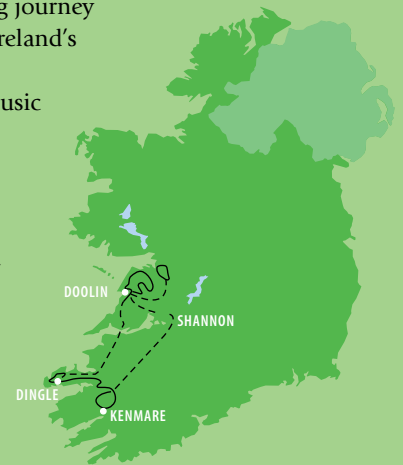 g journey
reland's
usic
DOOLIN
SHANNON
DINGLE
KENMARE